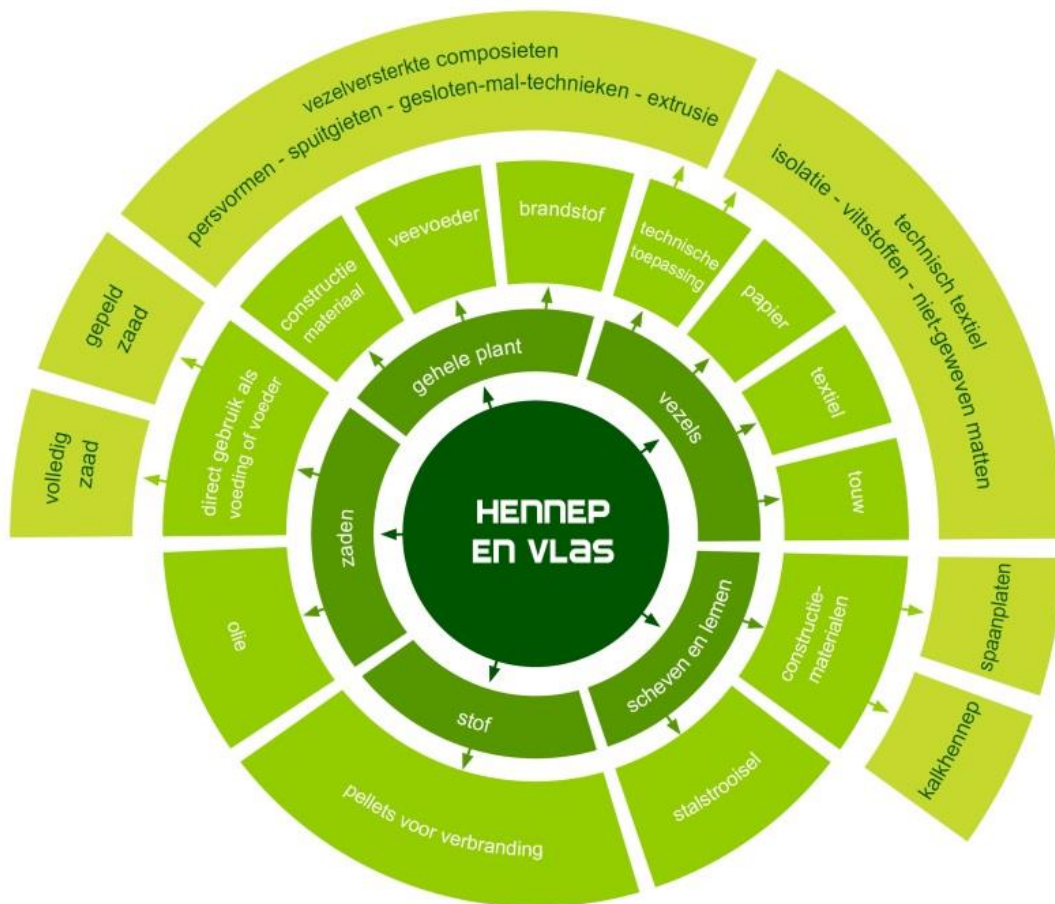 HENNEP
EN VLAS
gehele plant
vezels
scheven en lemen
stof
zaden
constructie
materiaal
veevoeder
brandstof
technische
toepassing
papier
textiel
touw
constructie-
materialen
stalstrooisel
pellets voor verbranding
olie
direct gebruik als
voeding of voeder
vezelversterkte composieten
persvormen - spuitgieten - gesloten-mal-technieken - extrusie
technisch textiel
isolatie - viltstoffen - niet-geweven matten
spaanplaten
kalkhennep
volledig
zaad
gepeld
zaad